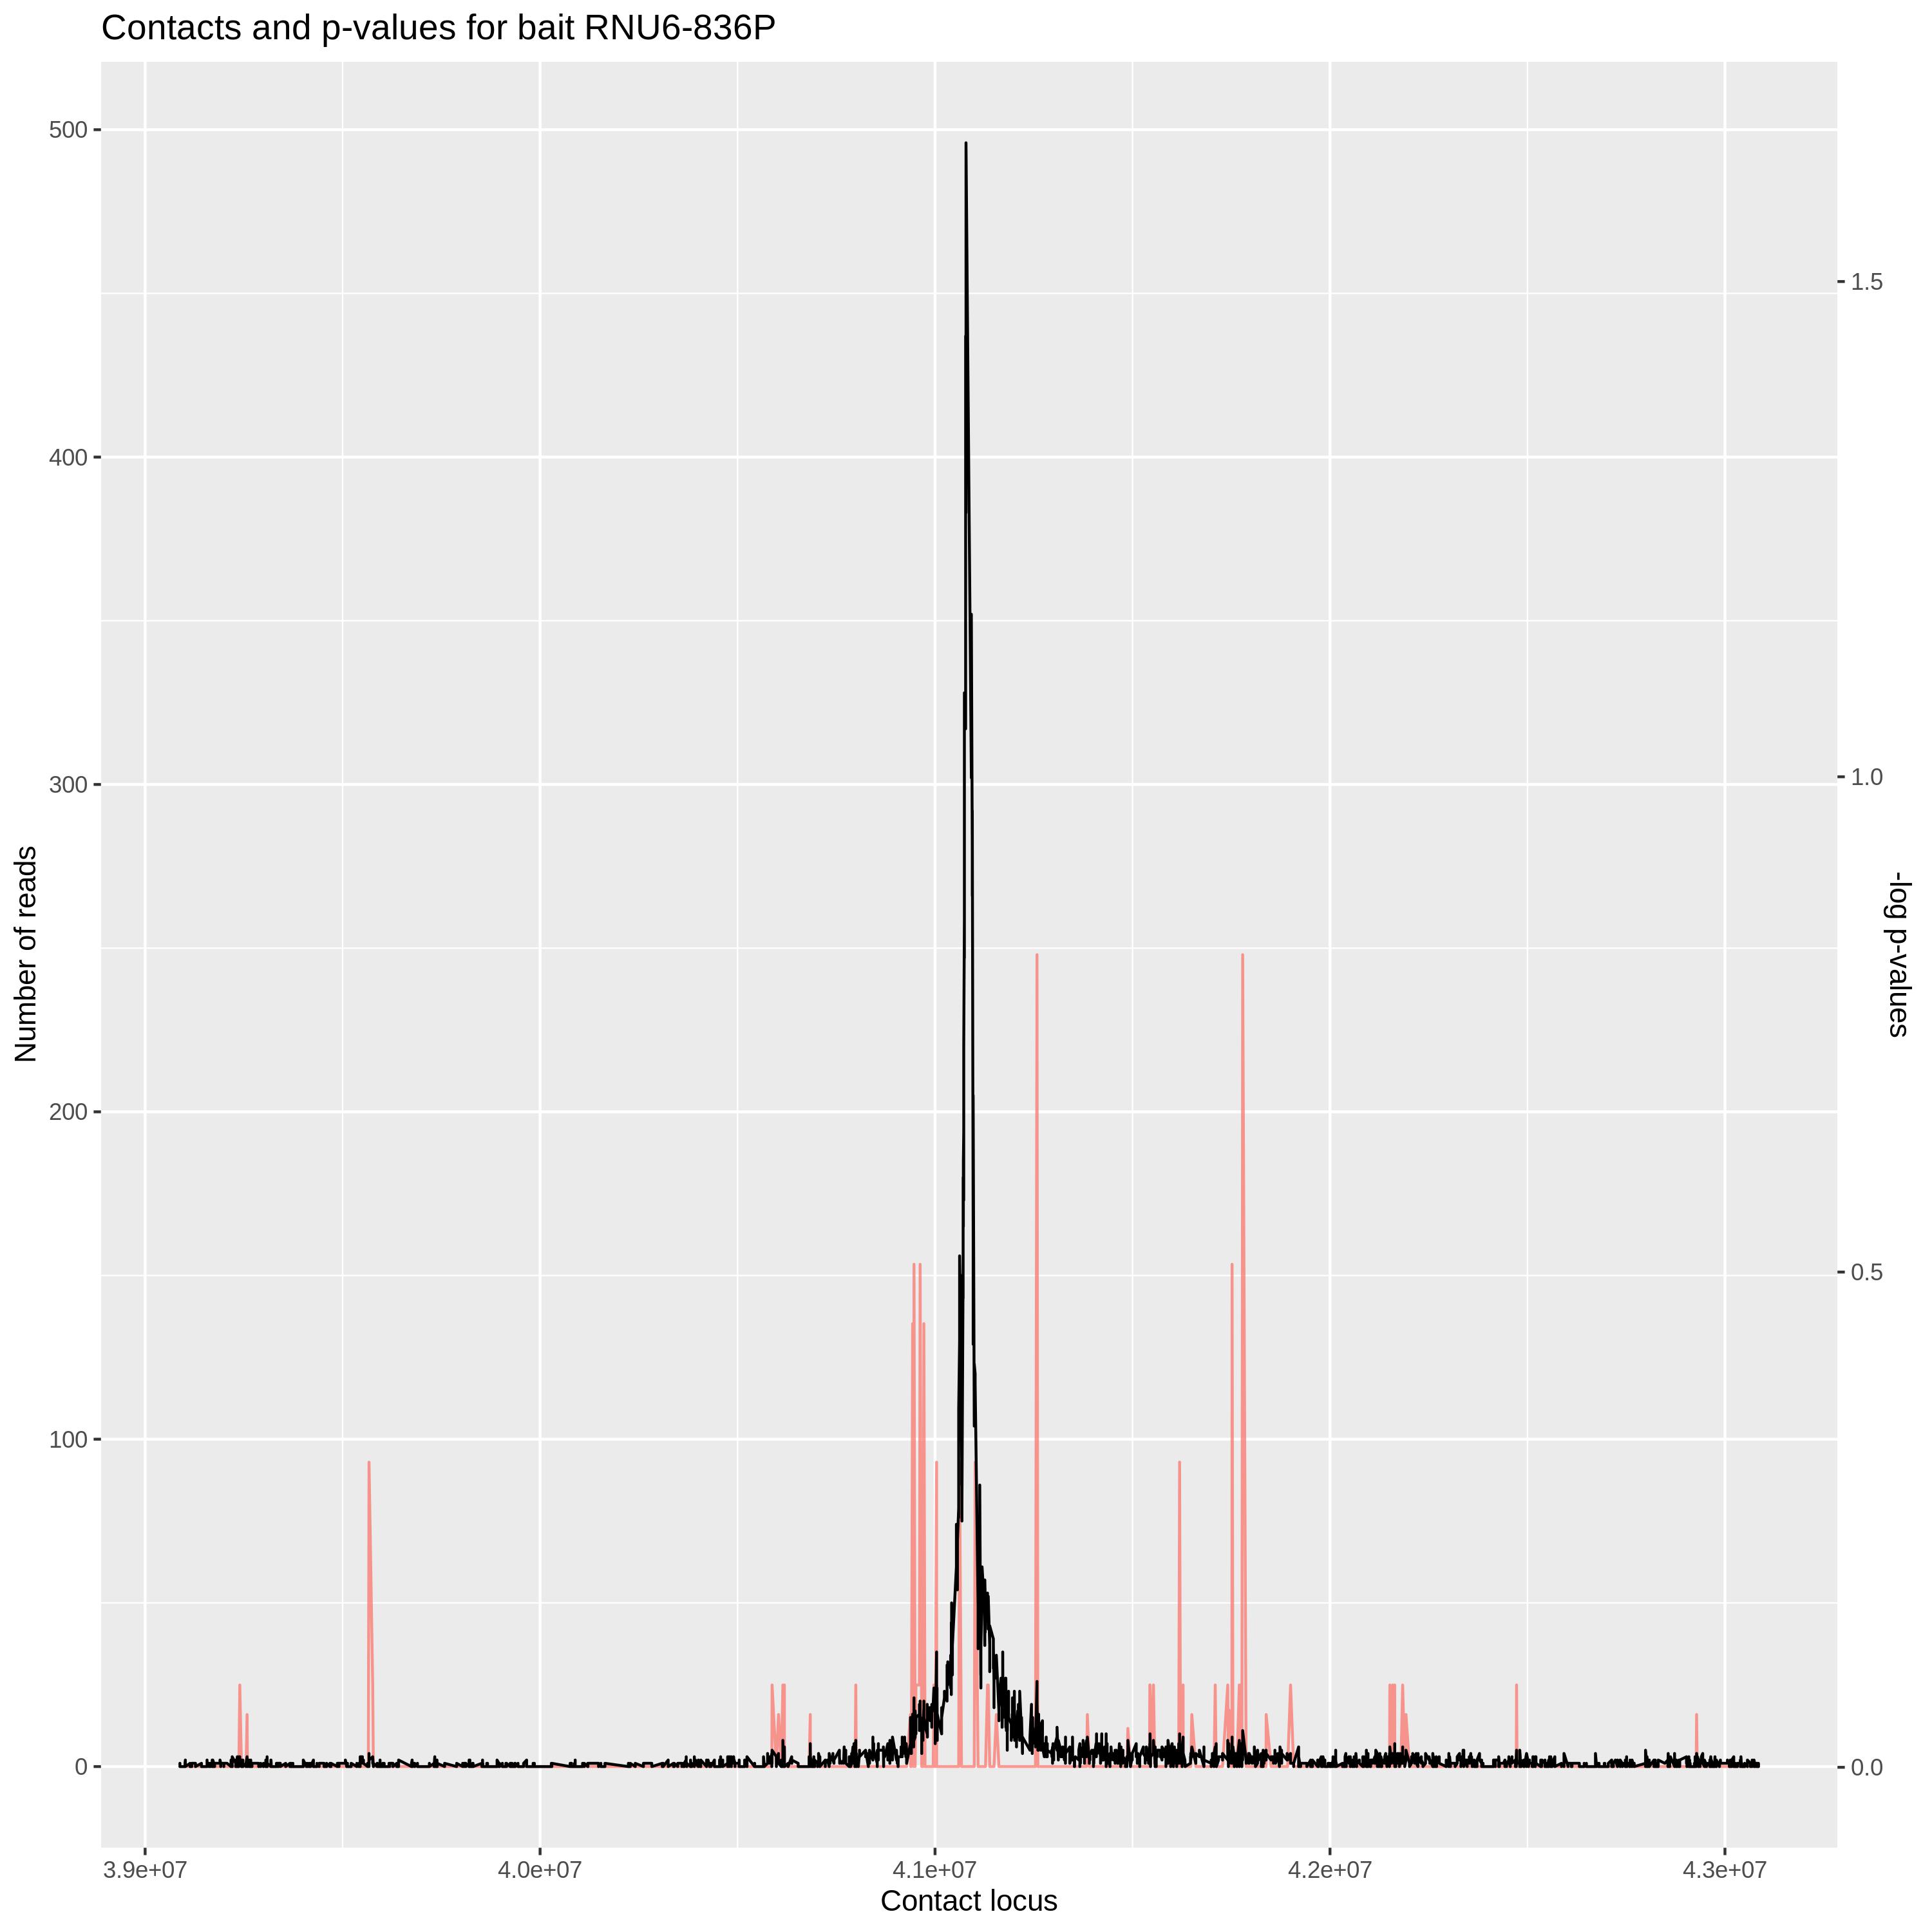 Contacts and p-values for bait RNU6-836P
500
400
300
200
100
0
Number of reads
1.5
1.0
0.5
0.0
-log p-values
3.9e+07
4.0e+07
4.1e+07
4.2e+07
4.3e+07
Contact locus